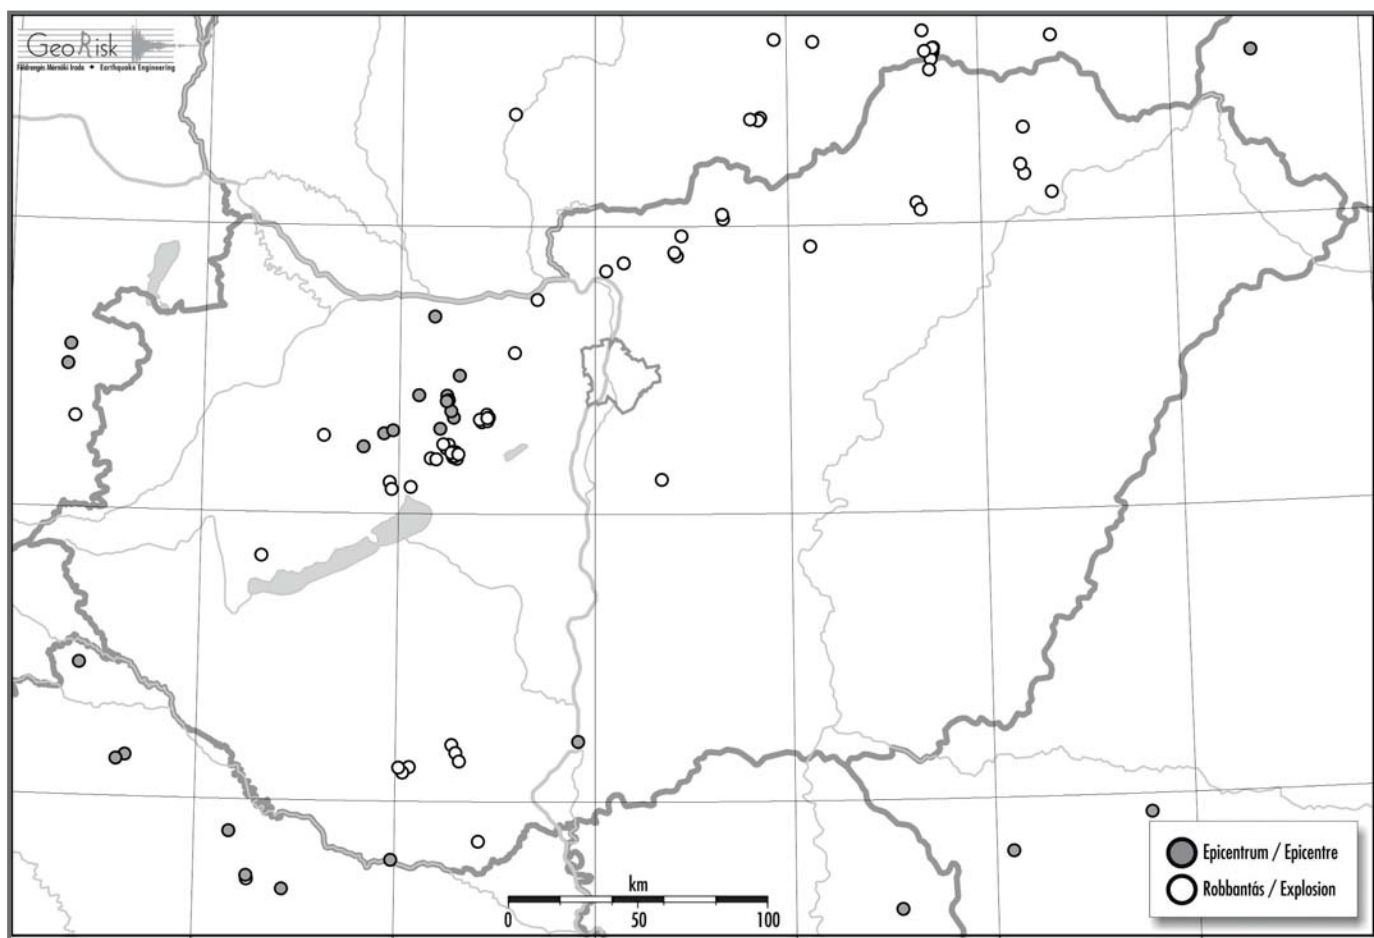 GeoRisk
Földrengés Mérnöki Iroda ✦ Earthquake Engineering
km
0 50 100
Epicentrum / Epicentre
Robbantás / Explosion